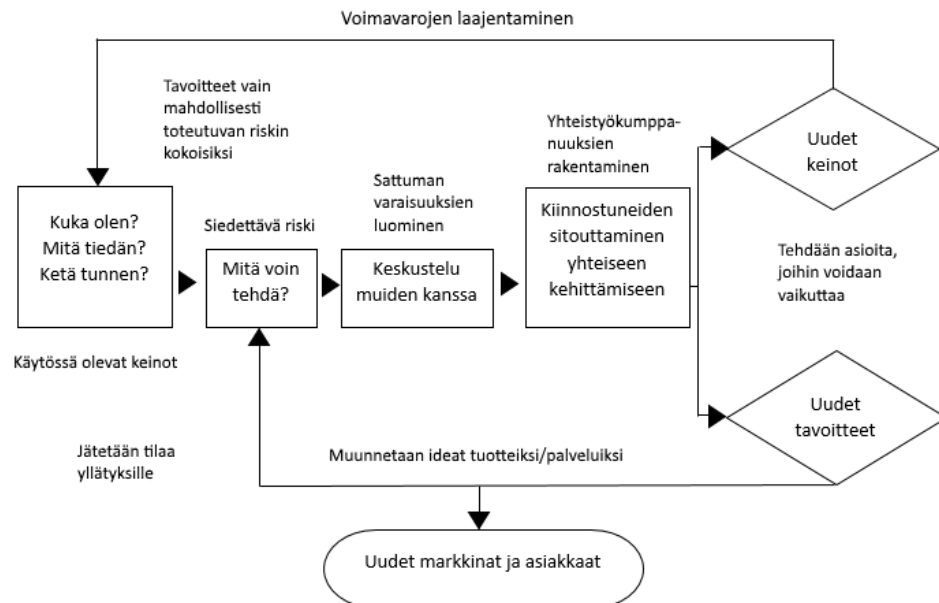 Voimavarojen laajentaminen
Tavoitteet vain
mahdollisesti
toteutuvan riskin
kokoisiksi
Yhteistyökumppa-
nuuksien
rakentaminen
Uudet
keinot
Sattuman
varaisuuksien
luominen
Kuka olen?
Mitä tiedän?
Ketä tunnen?
Siedettävä riski
Mitä voin
tehdä?
Keskustelu
muiden kanssa
Kiinnostuneiden
sitouttaminen
yhteiseen
kehittämiseen
Tehdään asioita,
joihin voidaan
vaikuttaa
Käytössä olevat keinot
Uudet
tavoitteet
Jätetään tilaa
yllätyksille
Muunnetaan ideat tuotteiksi/palveluiksi
Uudet markkinat ja asiakkaat